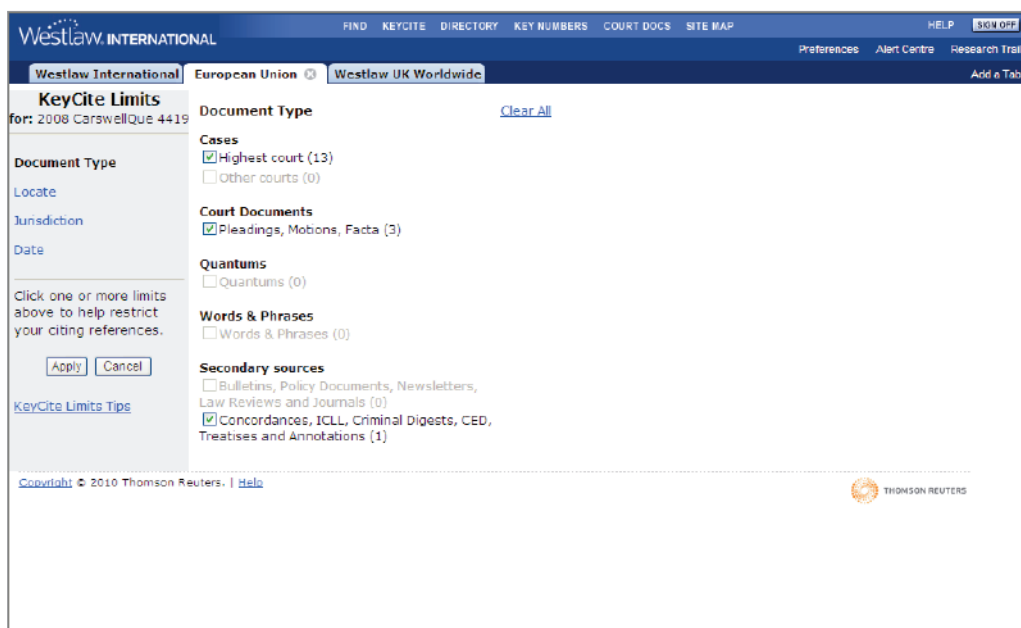 Westlaw. INTERNATIONAL
FIND KEYCITE DIRECTORY KEY NUMBERS COURT DOCS SITE MAP
HELP SIGN OFF
Preferences Alert Centre Research Trail
Westlaw International European Union Westlaw UK Worldwide
Add a Tab
KeyCite Limits
for: 2008 CarswellQue 4419
Document Type
Locate
Jurisdiction
Date
Click one or more limits
above to help restrict
your citing references.
Apply Cancel
KeyCite Limits Tips
Document Type Clear All
Cases
Highest court (13)
Other courts (0)
Court Documents
Pleadings, Motions, Facta (3)
Quantums
Quantums (0)
Words & Phrases
Words & Phrases (0)
Secondary sources
Bulletins, Policy Documents, Newsletters,
Law Reviews and Journals (0)
Concordances, ICLL, Criminal Digests, CED,
Treatises and Annotations (1)
Copyright © 2010 Thomson Reuters. | Help
THOMSON REUTERS